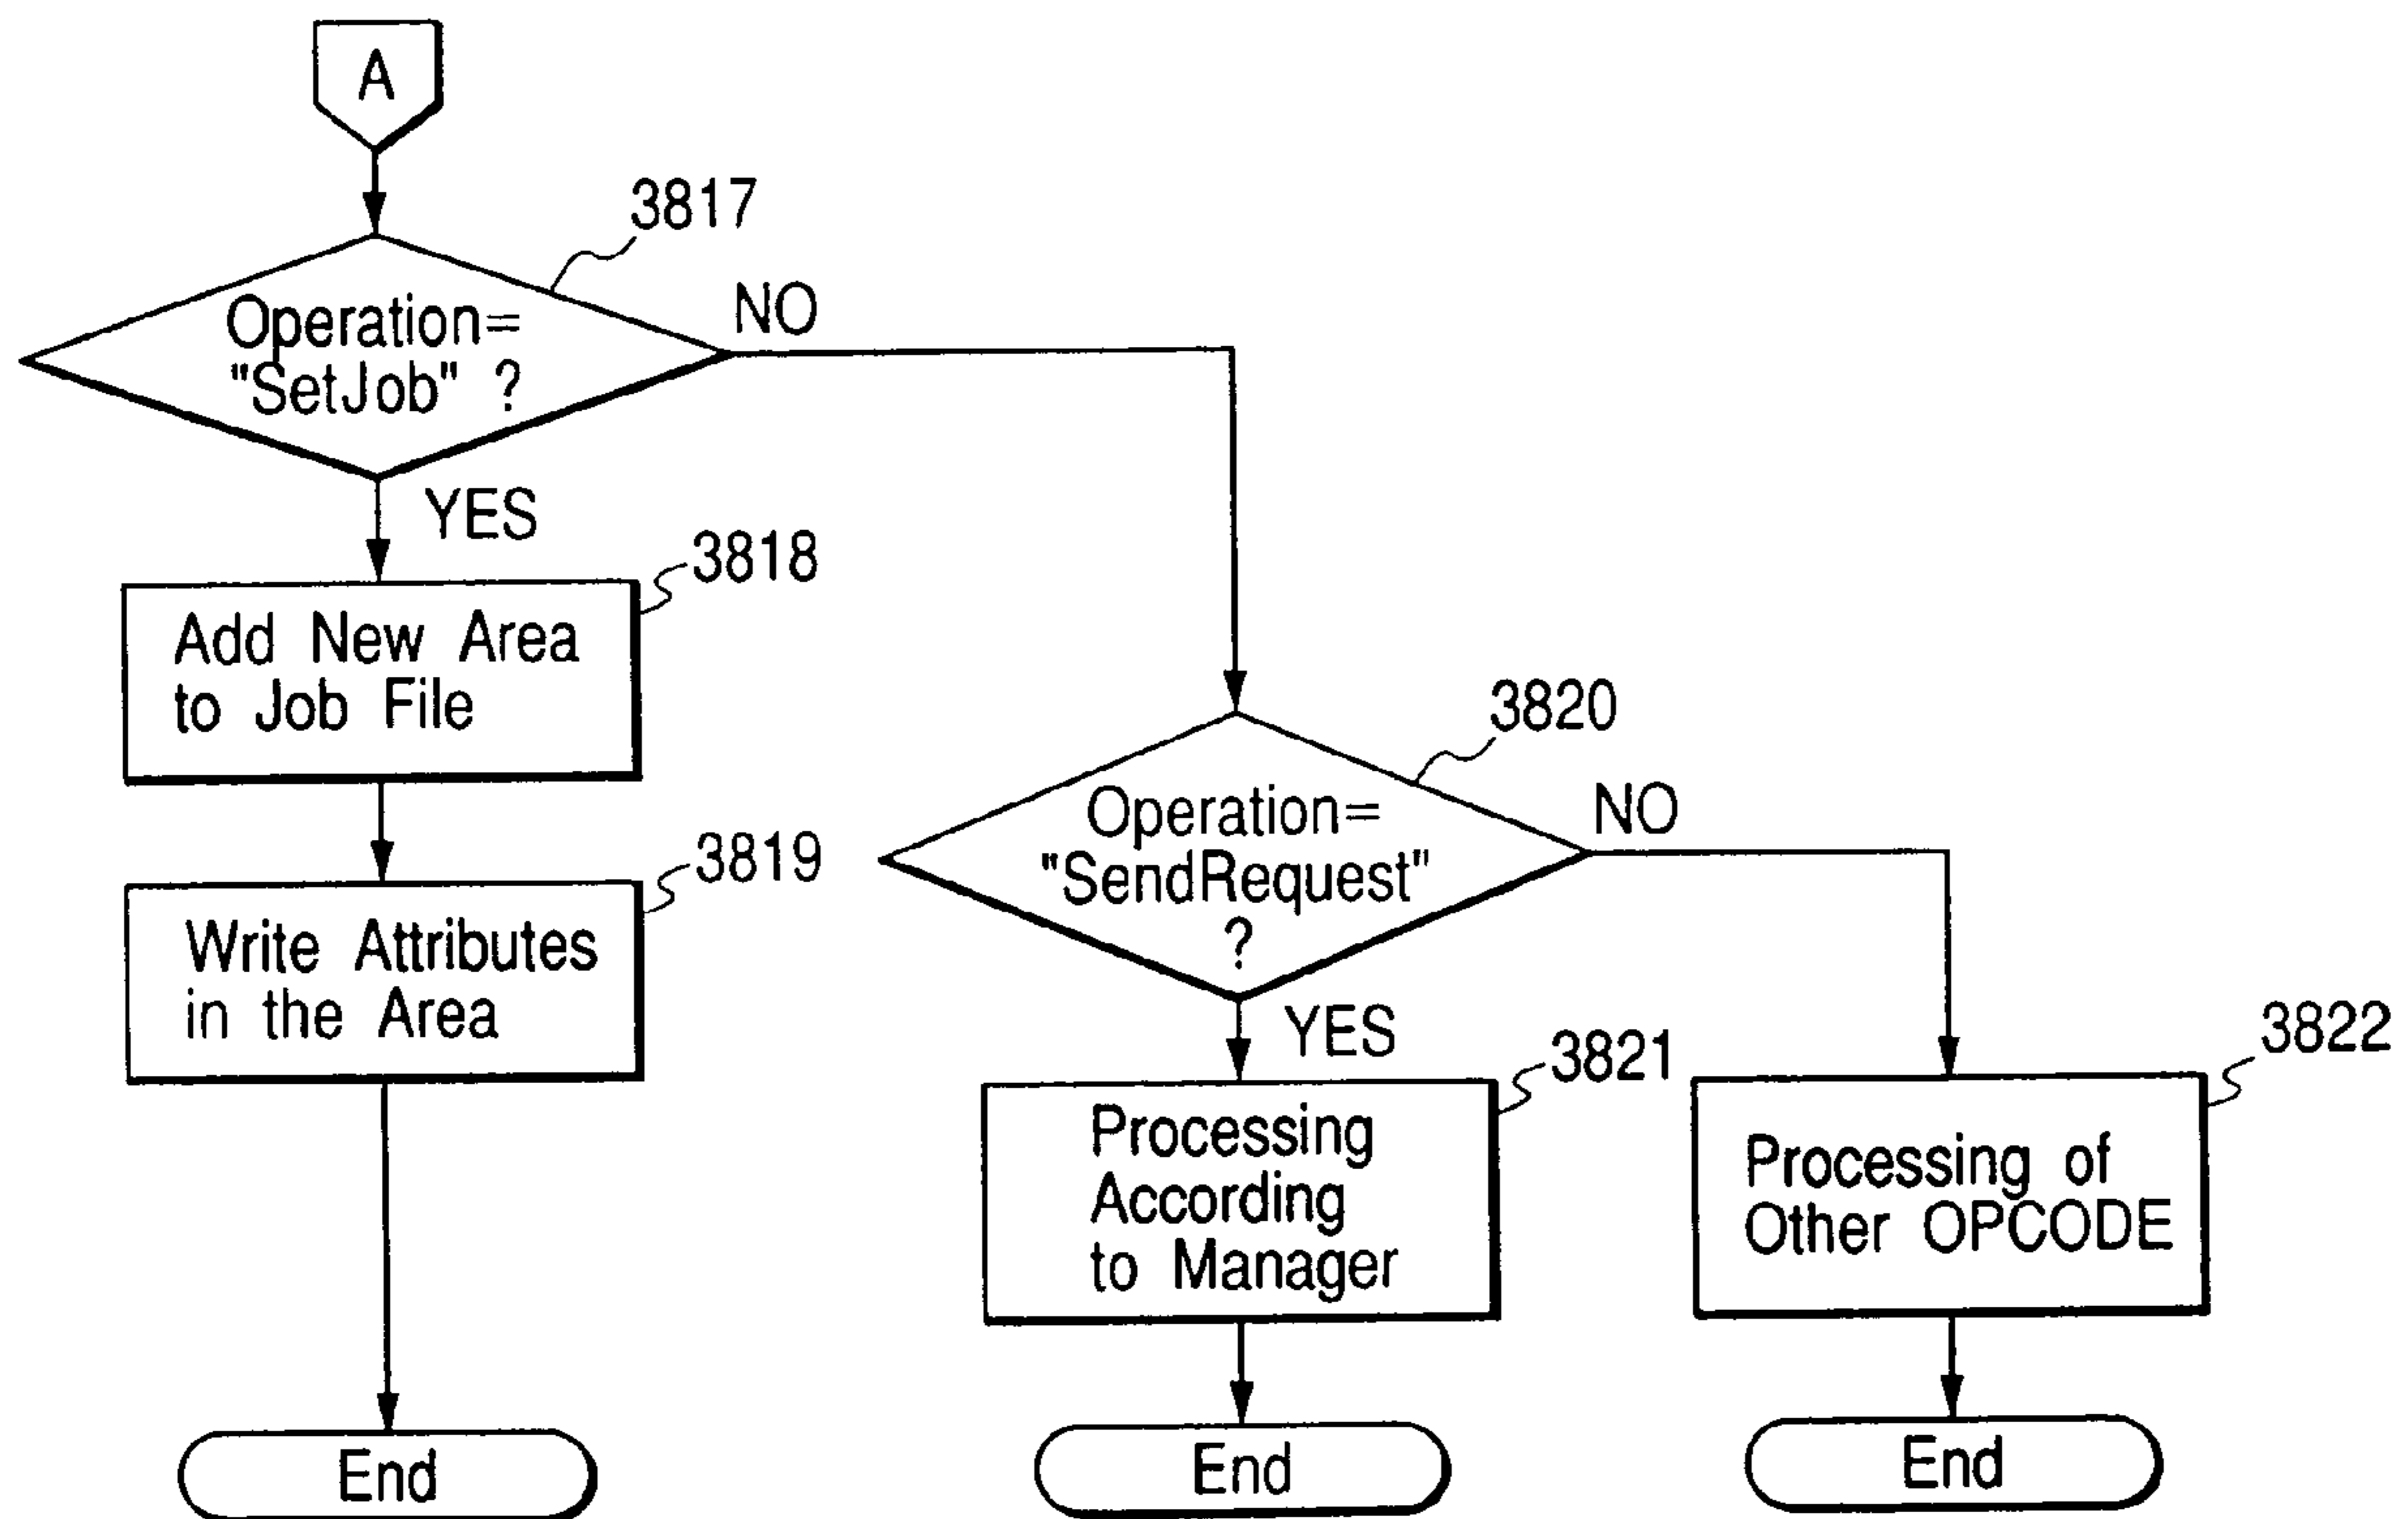 A
3817
Operation=
"SetJob" ?
NO
YES
3818
Add New Area
to Job File
3819
Write Attributes
in the Area
End
3820
Operation=
"SendRequest"
?
NO
YES
3821
Processing
According
to Manager
End
3822
Processing of
Other OPCODE
End